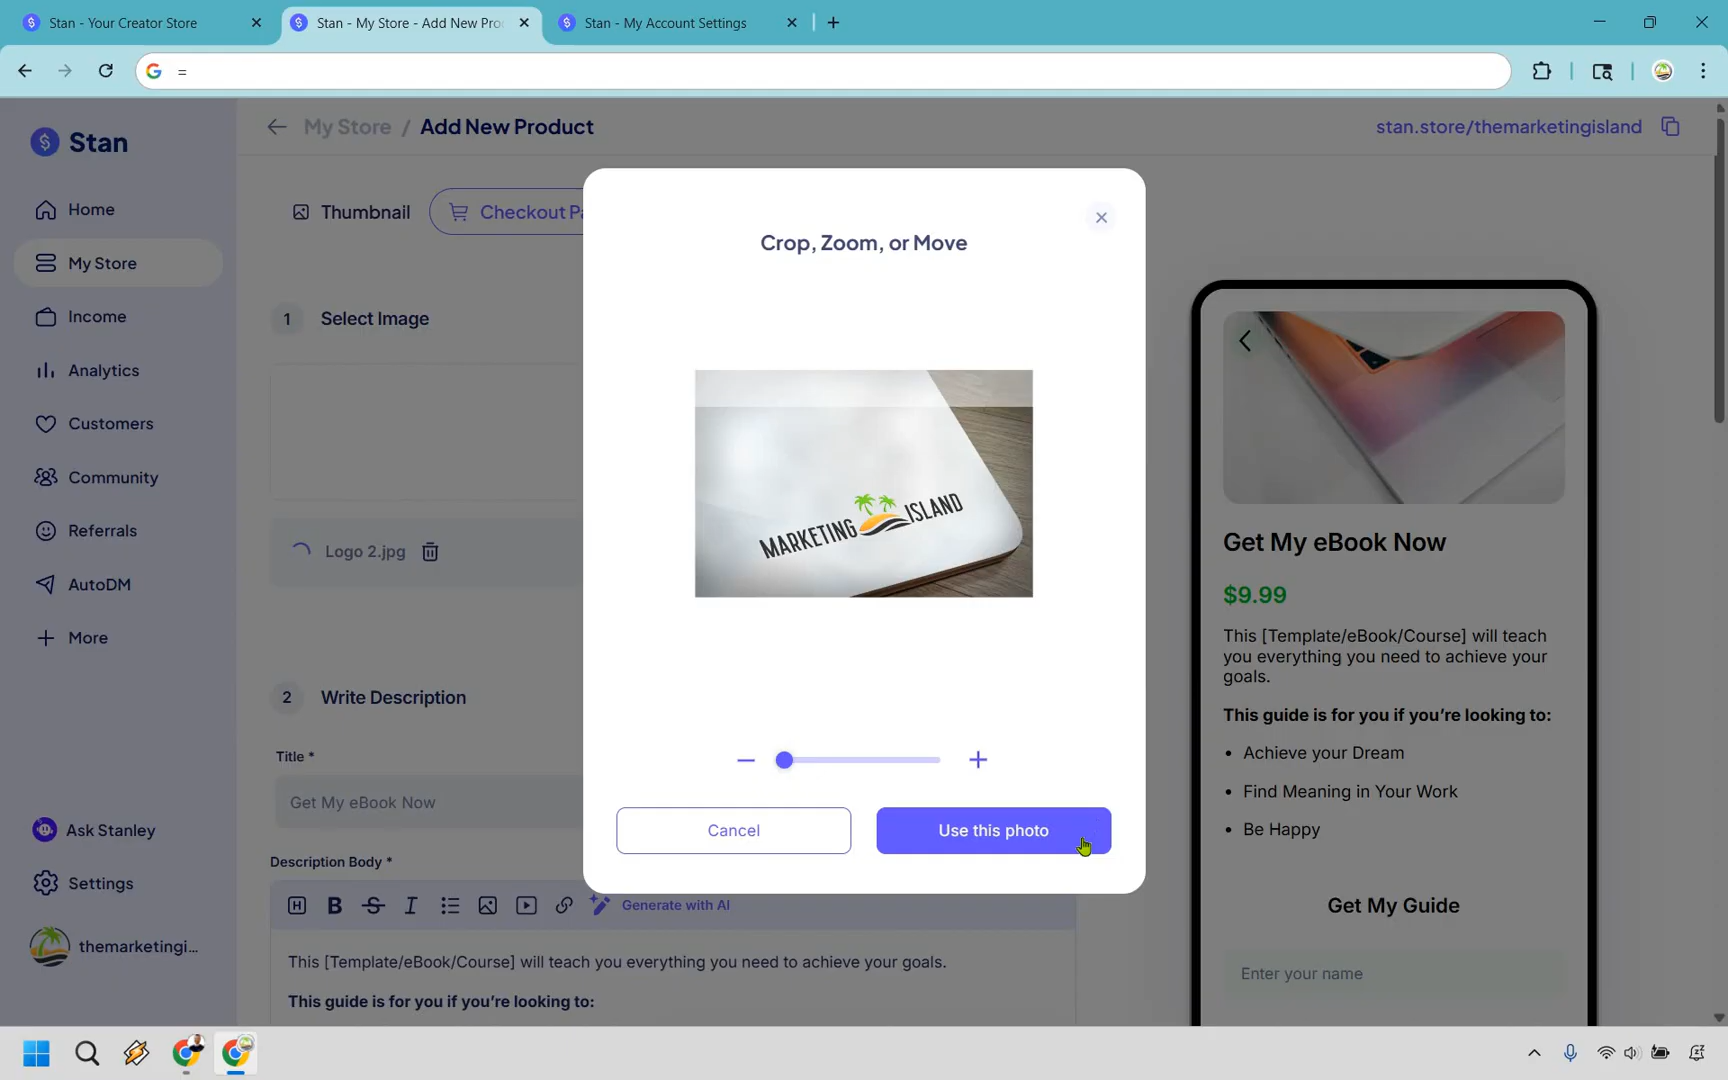 Stan - Your Creator Store
Stan - My Store - Add New Pro
Stan - My Account Settings
=
Stan
Home
My Store
Income
Analytics
Customers
Community
Referrals
AutoDM
More
Ask Stanley
Settings
themarketingi...
My Store / Add New Product
stan.store/themarketingisland
Thumbnail
Checkout Pa
1 Select Image
Logo 2.jpg
2 Write Description
Title *
Get My eBook Now
Description Body *
H B S I Generate with AI
This [Template/eBook/Course] will teach you everything you need to achieve your goals.
This guide is for you if you're looking to:
Crop, Zoom, or Move
MARKETING ISLAND
Cancel
Use this photo
Get My eBook Now
$9.99
This [Template/eBook/Course] will teach
you everything you need to achieve your
goals.
This guide is for you if you're looking to:
• Achieve your Dream
• Find Meaning in Your Work
• Be Happy
Get My Guide
Enter your name